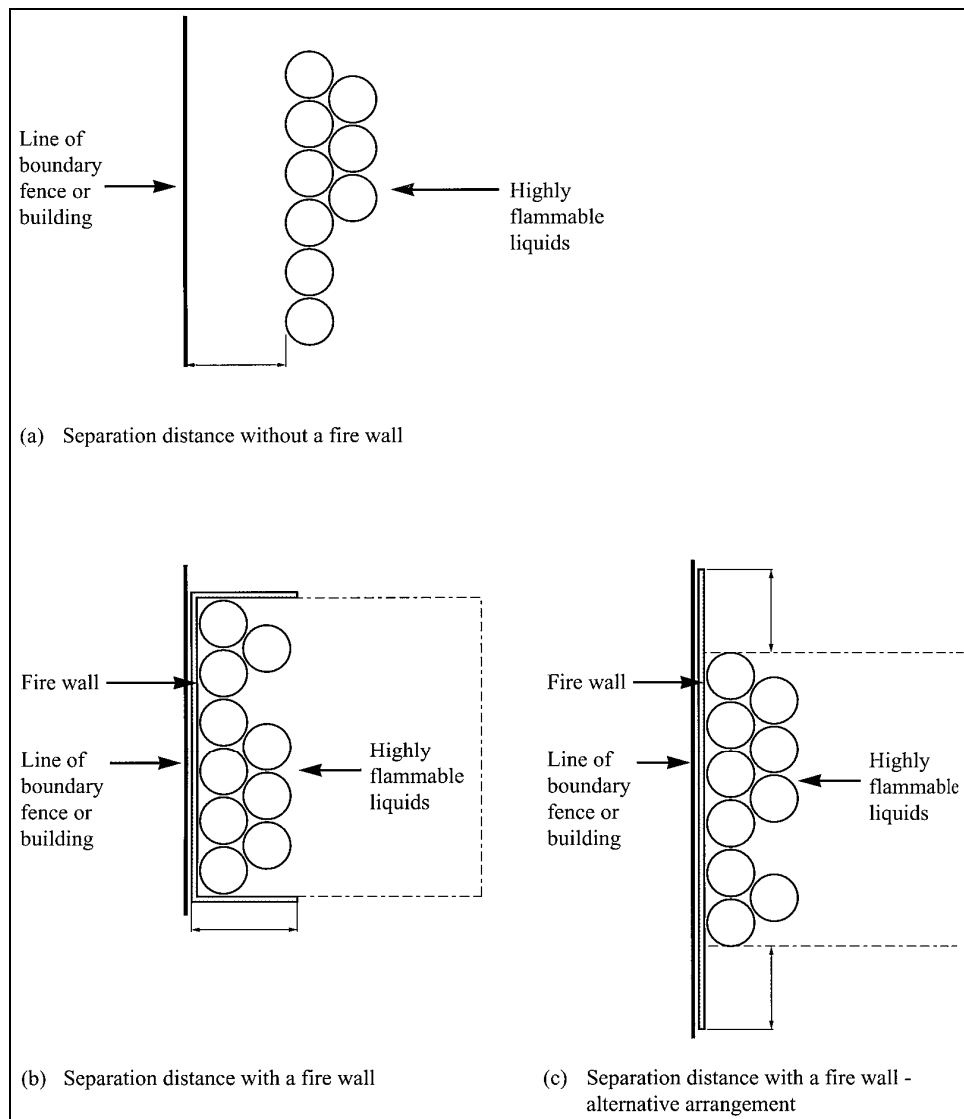 Line of
boundary
fence or
building
Highly
flammable
liquids
(a) Separation distance without a fire wall
Fire wall
Line of
boundary
fence or
building
Highly
flammable
liquids
(b) Separation distance with a fire wall
Fire wall
Line of
boundary
fence or
building
Highly
flammable
liquids
(c) Separation distance with a fire wall -
alternative arrangement